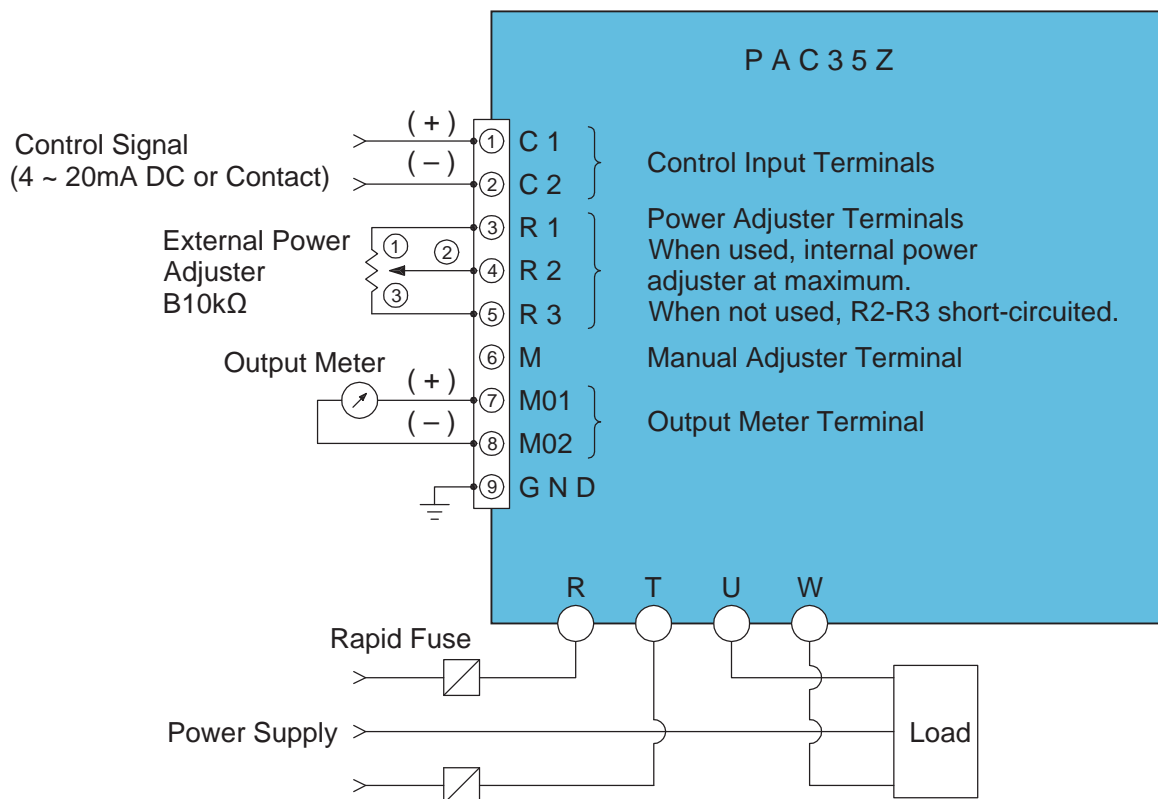 P A C 3 5 Z
Control Signal
(4 ~ 20mA DC or Contact)
( + )
( − )
① C 1
② C 2
Control Input Terminals
External Power
Adjuster
B10kΩ
①
②
③
③ R 1
④ R 2
⑤ R 3
Power Adjuster Terminals
When used, internal power
adjuster at maximum.
When not used, R2-R3 short-circuited.
⑥ M
Manual Adjuster Terminal
Output Meter
( + )
( − )
⑦ M01
⑧ M02
Output Meter Terminal
⑨ G N D
R T U W
Rapid Fuse
Power Supply
Load